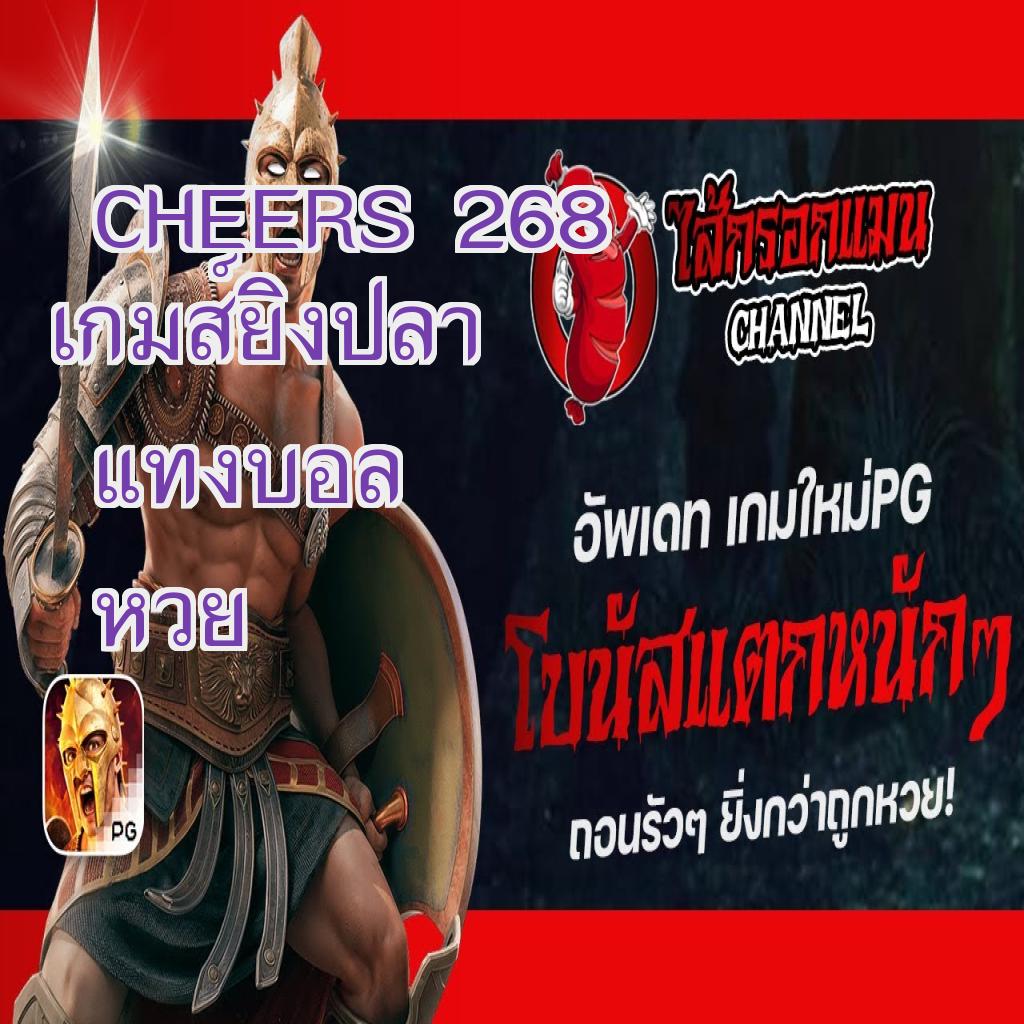 CHEERS 268
เกมส์ยิงปลา
แทงบอล
หวย
PG
ไส้กรอกแมน
CHANNEL
อัพเดท เกมใหม่PG
โบนัสแตกหนักๆ
ถอนรัวๆ ยิ่งกว่าถูกหวย!